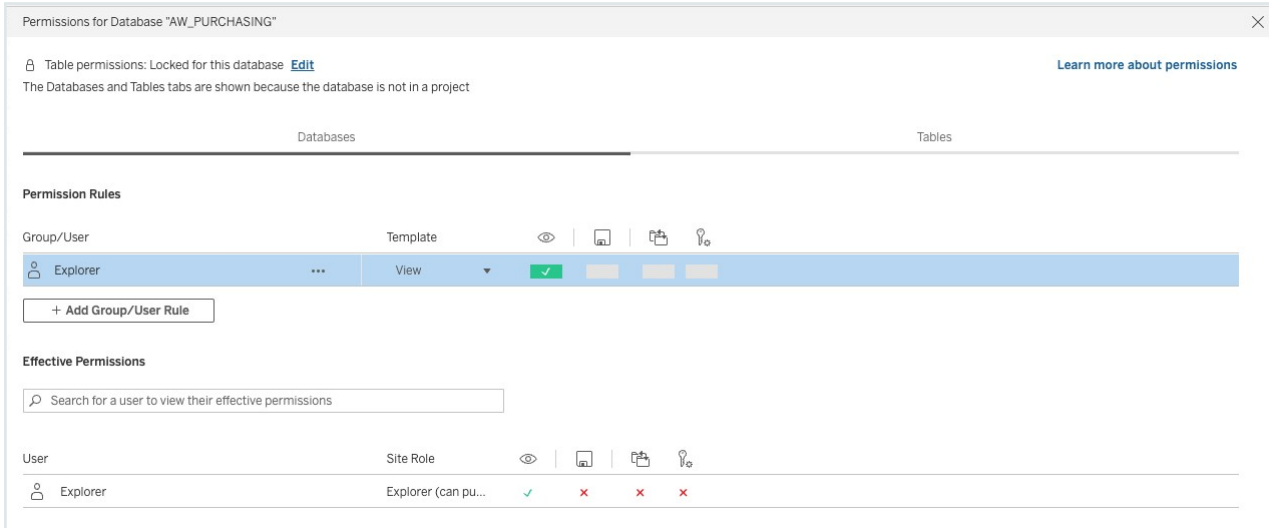 Permissions for Database "AW_PURCHASING"
Table permissions: Locked for this database Edit
Learn more about permissions
The Databases and Tables tabs are shown because the database is not in a project
Databases Tables
Permission Rules
Group/User Template
Explorer ... View
+ Add Group/User Rule
Effective Permissions
Search for a user to view their effective permissions
User Site Role
Explorer Explorer (can pu...